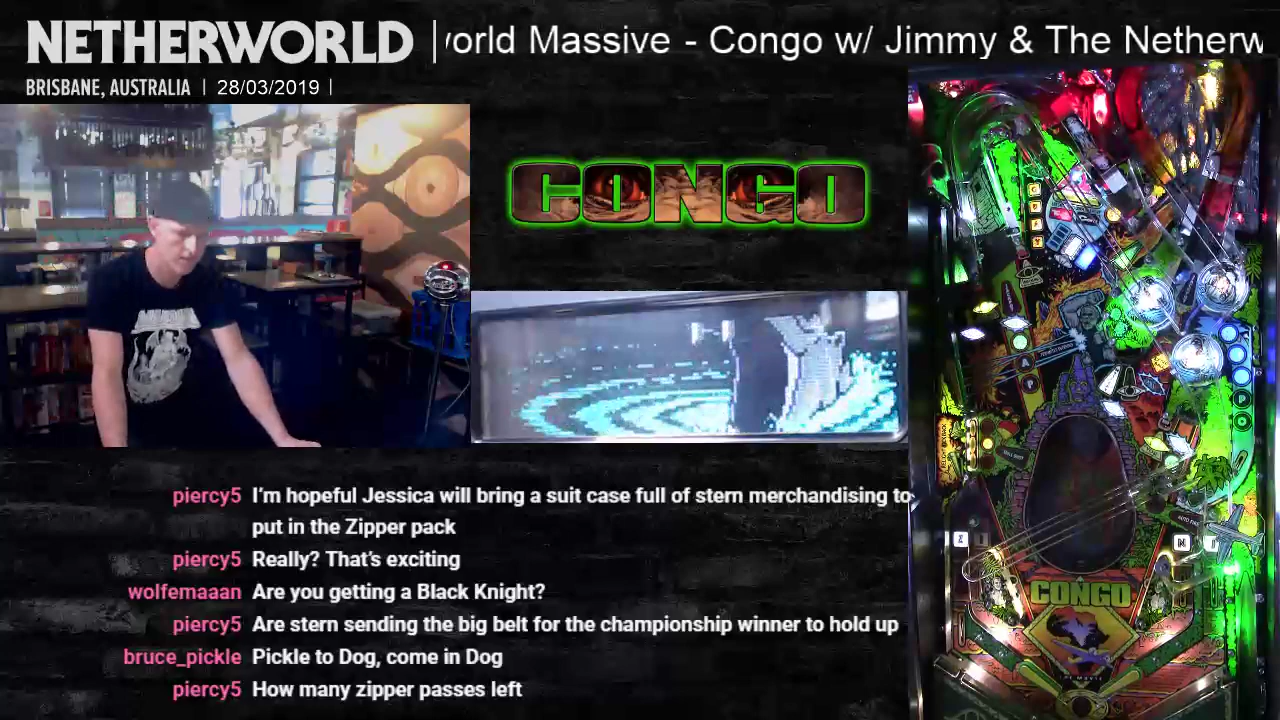 NETHERWORLD
world Massive - Congo w/ Jimmy & The Netherw
BRISBANE, AUSTRALIA | 28/03/2019 |
CONGO
piercy5 I'm hopeful Jessica will bring a suit case full of stern merchandising to
put in the Zipper pack
piercy5 Really? That's exciting
wolfemaaan Are you getting a Black Knight?
piercy5 Are stern sending the big belt for the championship winner to hold up
bruce_pickle Pickle to Dog, come in Dog
piercy5 How many zipper passes left
CONGO